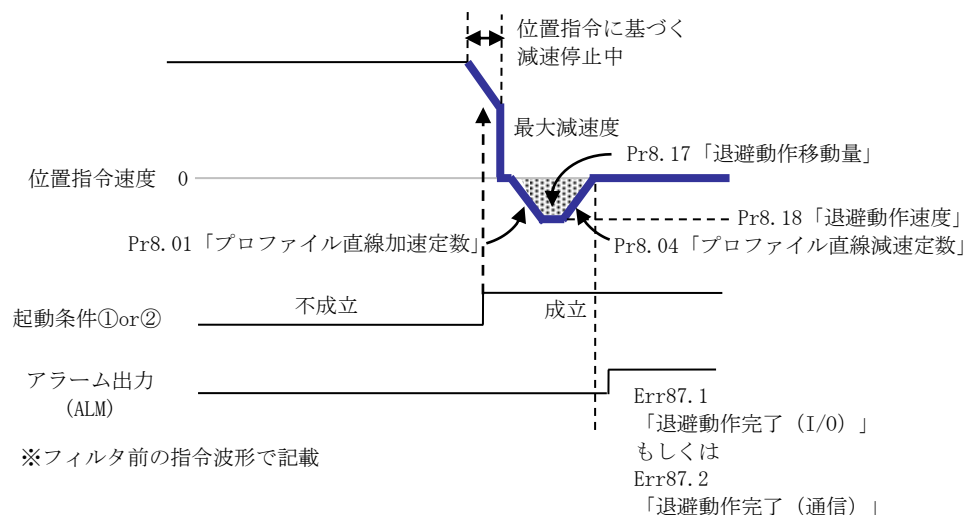 位置指令に基づく
減速停止中
最大減速度
Pr8.17「退避動作移動量」
位置指令速度 0
Pr8.18「退避動作速度」
Pr8.01「プロファイル直線加速定数」
Pr8.04「プロファイル直線減速定数」
不成立
成立
起動条件①or②
アラーム出力
(ALM)
Err87.1
「退避動作完了（I/O）」
もしくは
Err87.2
「退避動作完了（通信）」
※フィルタ前の指令波形で記載